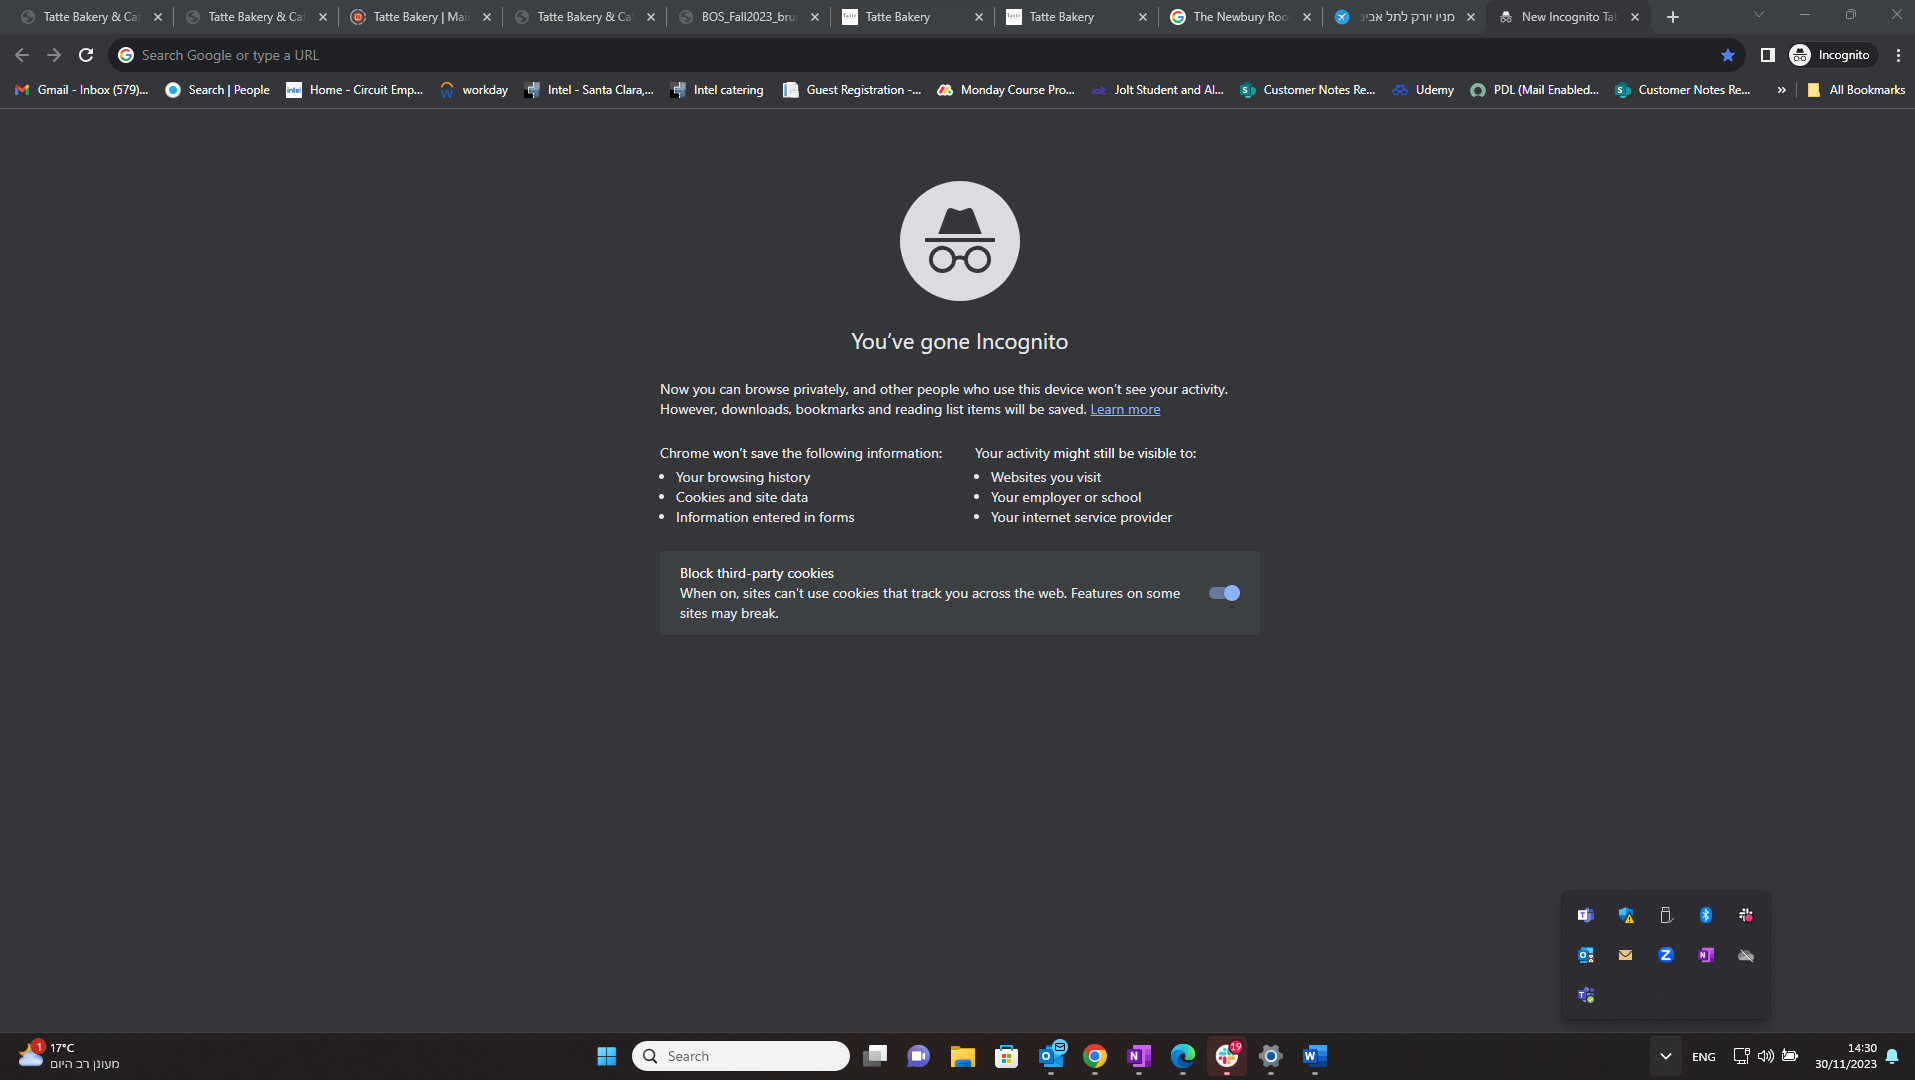 Tatte Bakery & Ca
Tatte Bakery & Ca
Tatte Bakery | Mai
Tatte Bakery & Ca
BOS_Fall2023_bru
Tatte Bakery
Tatte Bakery
The Newbury Roo
מניו יורק לתל אביב
New Incognito Ta
Search Google or type a URL
Incognito
Gmail - Inbox (579)...
Search | People
Home - Circuit Emp...
workday
Intel - Santa Clara,...
Intel catering
Guest Registration -...
Monday Course Pro...
Jolt Student and Al...
Customer Notes Re...
Udemy
PDL (Mail Enabled...
Customer Notes Re...
»
All Bookmarks
You’ve gone Incognito
Now you can browse privately, and other people who use this device won’t see your activity.
However, downloads, bookmarks and reading list items will be saved. Learn more
Chrome won’t save the following information:
• Your browsing history
• Cookies and site data
• Information entered in forms
Your activity might still be visible to:
• Websites you visit
• Your employer or school
• Your internet service provider
Block third-party cookies
When on, sites can't use cookies that track you across the web. Features on some
sites may break.
1
17°C
מעונן רב היום
Search
19
ENG
14:30
30/11/2023